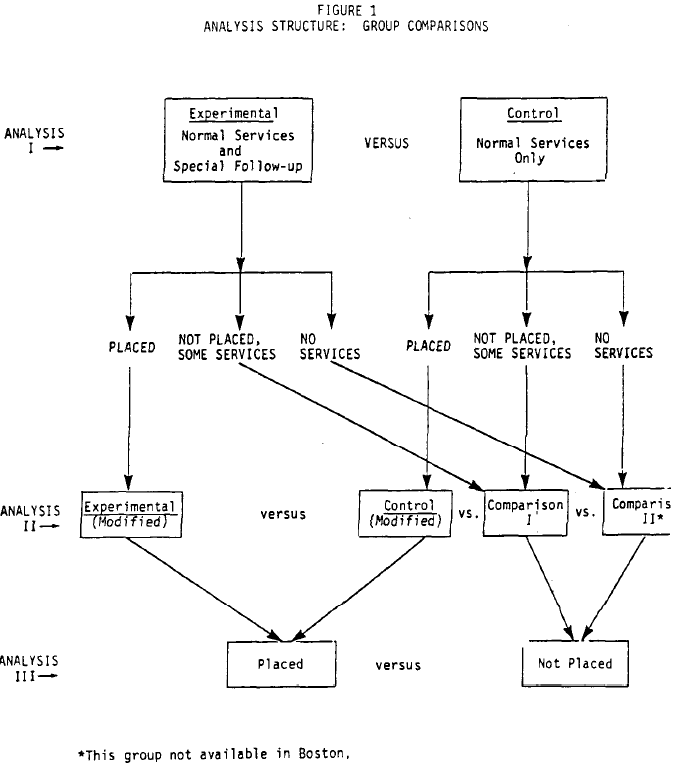 FIGURE 1
ANALYSIS STRUCTURE: GROUP COMPARISONS
ANALYSIS
I
Experimental
Normal Services
and
Special Follow-up
VERSUS
Control
Normal Services
Only
PLACED
NOT PLACED,
SOME SERVICES
NO
SERVICES
PLACED
NOT PLACED,
SOME SERVICES
NO
SERVICES
ANALYSIS
II
Experimental
(Modified)
versus
Control
(Modified)
vs.
Comparison
I
vs.
Comparis
II*
ANALYSIS
III
Placed
versus
Not Placed
*This group not available in Boston.